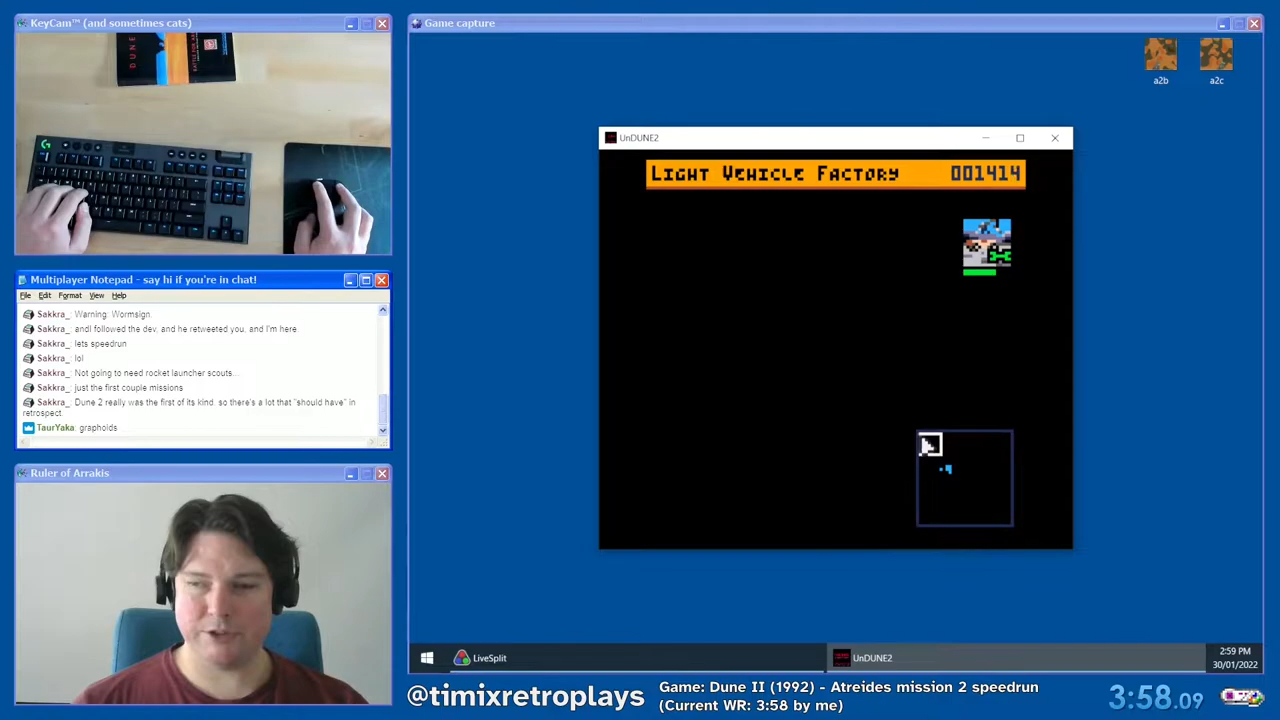 KeyCam™ (and sometimes cats)
DUNE
Game capture
a2b
a2c
UnDUNE2
LIGHT VEHICLE FACTORY
001414
Multiplayer Notepad - say hi if you're in chat!
File Edit Format View Help
Sakkra_: Warning: Wormsign.
Sakkra_: andI followed the dev, and he retweeted you, and I'm here
Sakkra_: lets speedrun
Sakkra_: lol
Sakkra_: Not going to need rocket launcher scouts...
Sakkra_: just the first couple missions
Sakkra_: Dune 2 really was the first of its kind. so there's a lot that "should have" in
retrospect.
TaurYaka: graphoids
Ruler of Arrakis
LiveSplit
UnDUNE2
2:59 PM
30/01/2022
@timixretroplays
Game: Dune II (1992) - Atreides mission 2 speedrun
(Current WR: 3:58 by me)
3:58.09